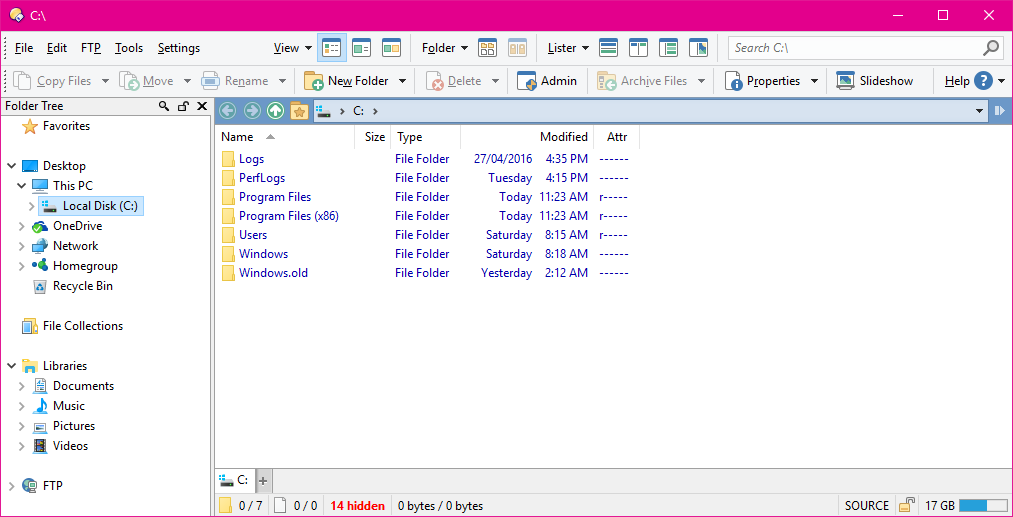 C:\
File Edit FTP Tools Settings View Folder Lister Search C:\
Copy Files Move Rename New Folder Delete Admin Archive Files Properties Slideshow Help ?
Folder Tree C:
Name Size Type Modified Attr
Favorites
Desktop
This PC
Local Disk (C:)
OneDrive
Network
Homegroup
Recycle Bin
File Collections
Libraries
Documents
Music
Pictures
Videos
FTP
Logs File Folder 27/04/2016 4:35 PM ------
PerfLogs File Folder Tuesday 4:15 PM ------
Program Files File Folder Today 11:23 AM r-----
Program Files (x86) File Folder Today 11:23 AM r-----
Users File Folder Saturday 8:15 AM r-----
Windows File Folder Saturday 8:18 AM ------
Windows.old File Folder Yesterday 2:12 AM ------
C: +
0 / 7 0 / 0 14 hidden 0 bytes / 0 bytes SOURCE 17 GB